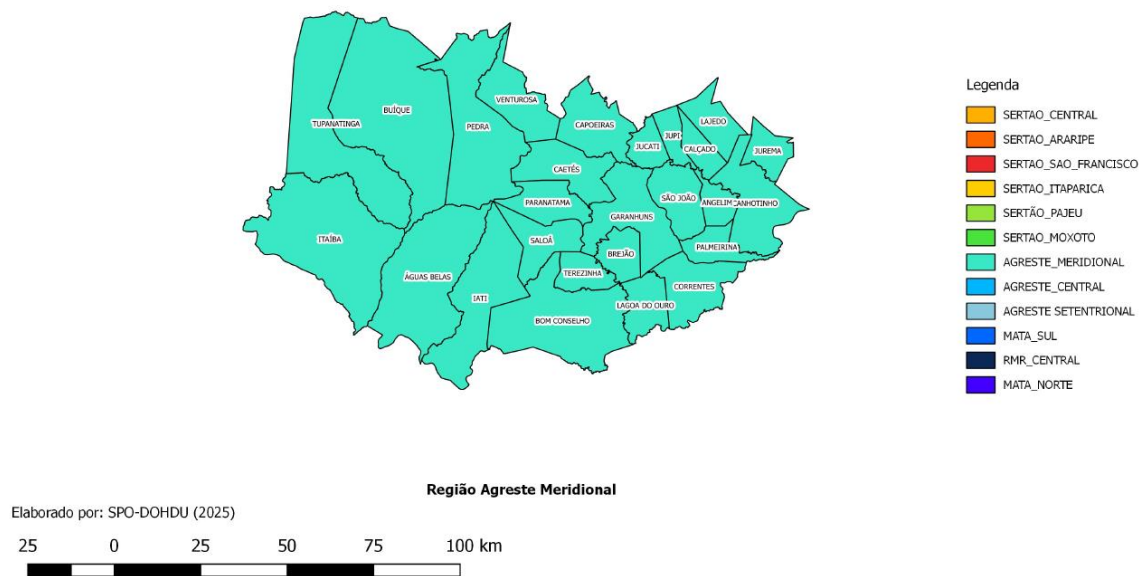 VENTUROSA
BUÍQUE
TUPANATINGA
PEDRA
CAPOEIRAS
LAJEDO
JUPI
JUCATI
CALÇADO
JUREMA
CAETÉS
PARANATAMA
SÃO JOÃO
ANGELIM
CANHOTINHO
GARANHUNS
ITAÍBA
SALOÁ
BREJÃO
PALMEIRINA
ÁGUAS BELAS
TEREZINHA
CORRENTES
IATI
LAGOA DO OURO
BOM CONSELHO
Legenda
SERTAO_CENTRAL
SERTAO_ARARIPE
SERTAO_SAO_FRANCISCO
SERTAO_ITAPARICA
SERTÃO_PAJEU
SERTAO_MOXOTO
AGRESTE_MERIDIONAL
AGRESTE_CENTRAL
AGRESTE SETENTRIONAL
MATA_SUL
RMR_CENTRAL
MATA_NORTE
Região Agreste Meridional
Elaborado por: SPO-DOHDU (2025)
25 0 25 50 75 100 km